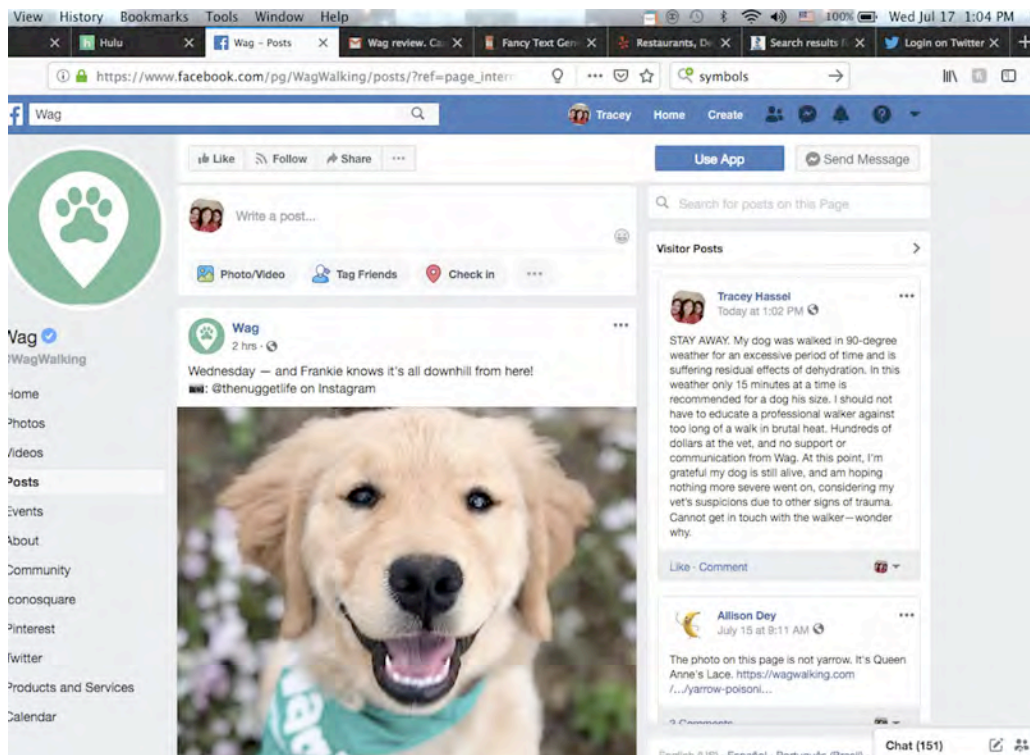 View History Bookmarks Tools Window Help 100% Wed Jul 17 1:04 PM
Hulu Wag - Posts Wag review. Ca Fancy Text Gen Restaurants, De Search results f Login on Twitter
https://www.facebook.com/pg/WagWalking/posts/?ref=page_intern symbols
Wag Tracey Home Create
Like Follow Share Use App Send Message
Write a post...
Search for posts on this Page
Photo/Video Tag Friends Check in
Wag
@WagWalking
Home
Photos
Videos
Posts
Events
About
Community
Iconosquare
Pinterest
Twitter
Products and Services
Calendar
Wag
2 hrs
Wednesday — and Frankie knows it's all downhill from here!
: @thenuggetlife on Instagram
Visitor Posts
Tracey Hassel
Today at 1:02 PM
STAY AWAY. My dog was walked in 90-degree
weather for an excessive period of time and is
suffering residual effects of dehydration. In this
weather only 15 minutes at a time is
recommended for a dog his size. I should not
have to educate a professional walker against
too long of a walk in brutal heat. Hundreds of
dollars at the vet, and no support or
communication from Wag. At this point, I'm
grateful my dog is still alive, and am hoping
nothing more severe went on, considering my
vet's suspicions due to other signs of trauma.
Cannot get in touch with the walker—wonder
why.
Like · Comment
Allison Dey
July 15 at 9:11 AM
The photo on this page is not yarrow. It's Queen
Anne's Lace. https://wagwalking.com
/.../yarrow-poisoni...
2 Comments
English (US) · Español · Português (Brasil)
Chat (151)